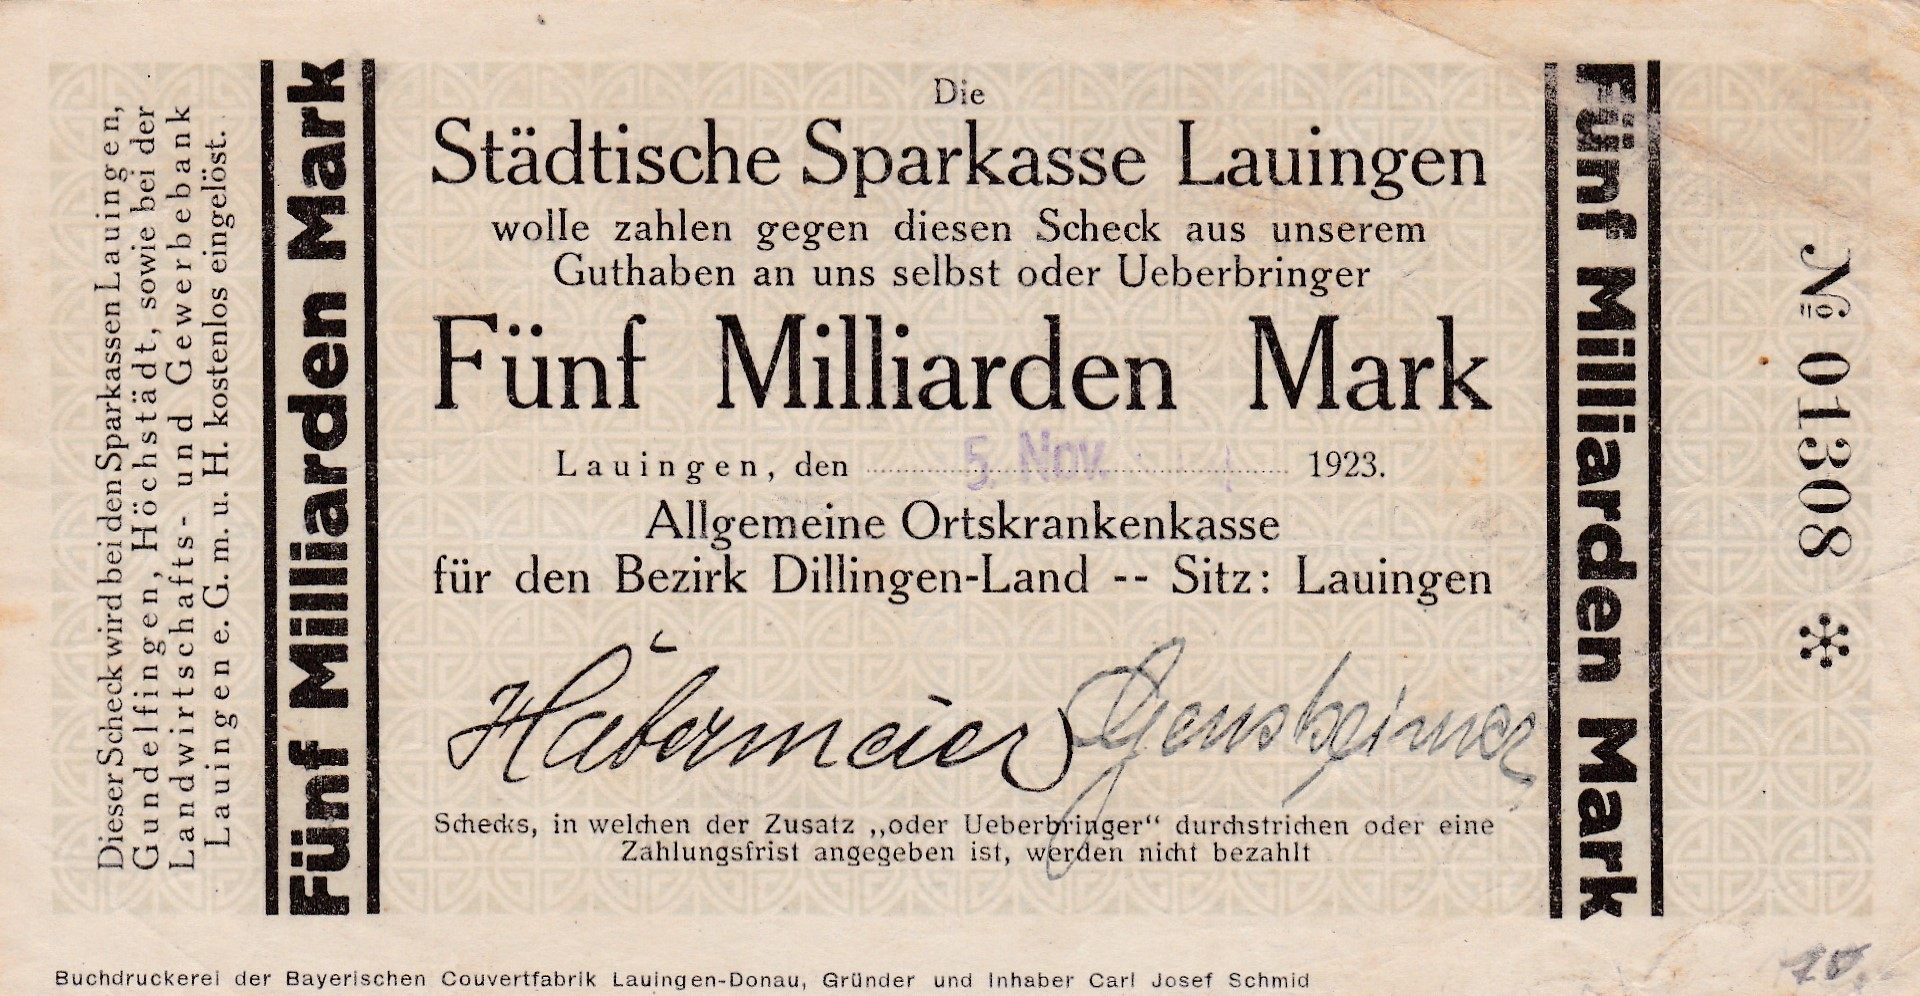 Dieser Scheck wird bei den Sparkassen Lauingen,
Gundelfingen, Höchstädt, sowie bei der
Landwirtschafts- und Gewerbebank
Lauingen e. G. m. u. H. kostenlos eingelöst.
Fünf Milliarden Mark
Die
Städtische Sparkasse Lauingen
wolle zahlen gegen diesen Scheck aus unserem
Guthaben an uns selbst oder Ueberbringer
Fünf Milliarden Mark
Lauingen, den 5. Nov. 1923.
Allgemeine Ortskrankenkasse
für den Bezirk Dillingen-Land -- Sitz: Lauingen
Habermeier Gensheimer
Schecks, in welchen der Zusatz „oder Ueberbringer“ durchstrichen oder eine
Zahlungsfrist angegeben ist, werden nicht bezahlt
Fünf Milliarden Mark
№ 01308 *
Buchdruckerei der Bayerischen Couvertfabrik Lauingen-Donau, Gründer und Inhaber Carl Josef Schmid